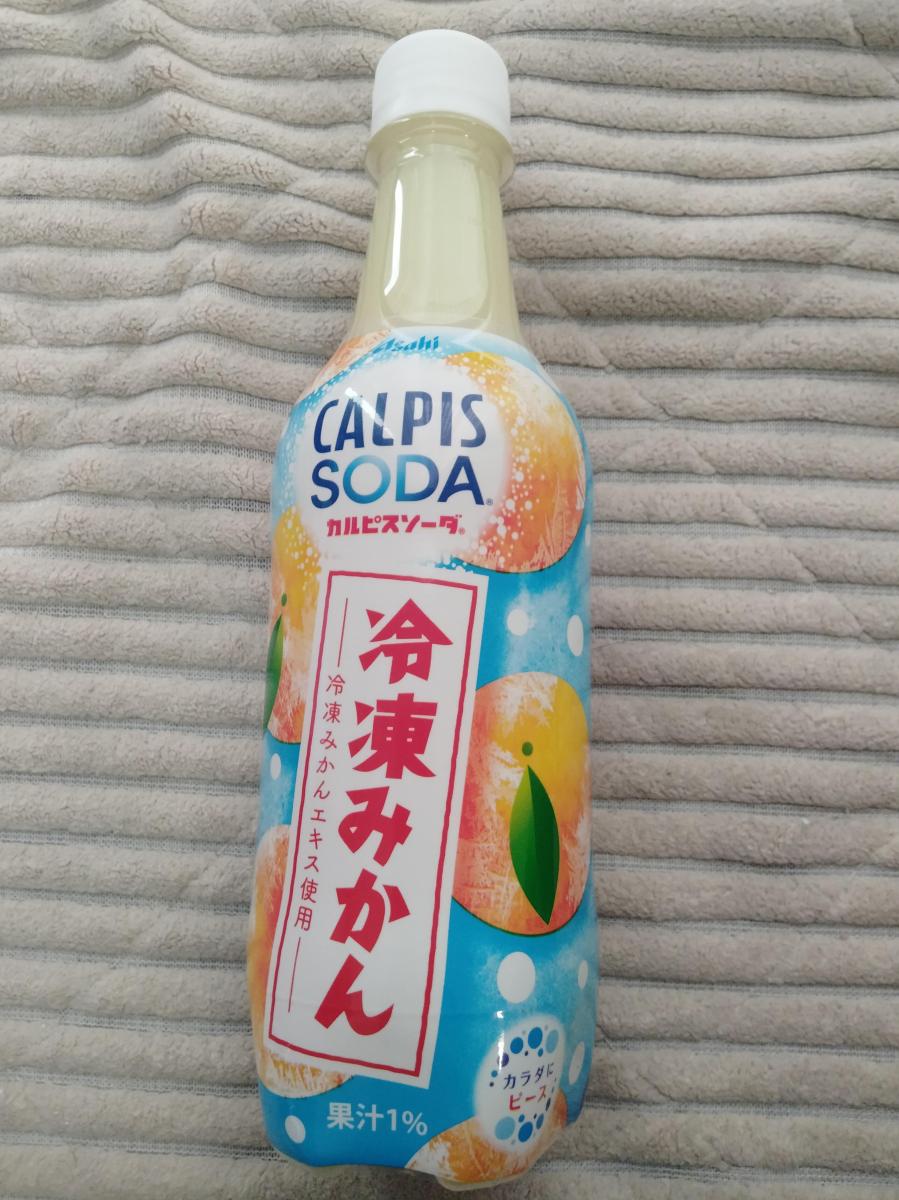 Asahi
CALPIS
SODA®
カルピスソーダ®
冷凍みかん
冷凍みかんエキス使用
カラダに
ピース
果汁1%